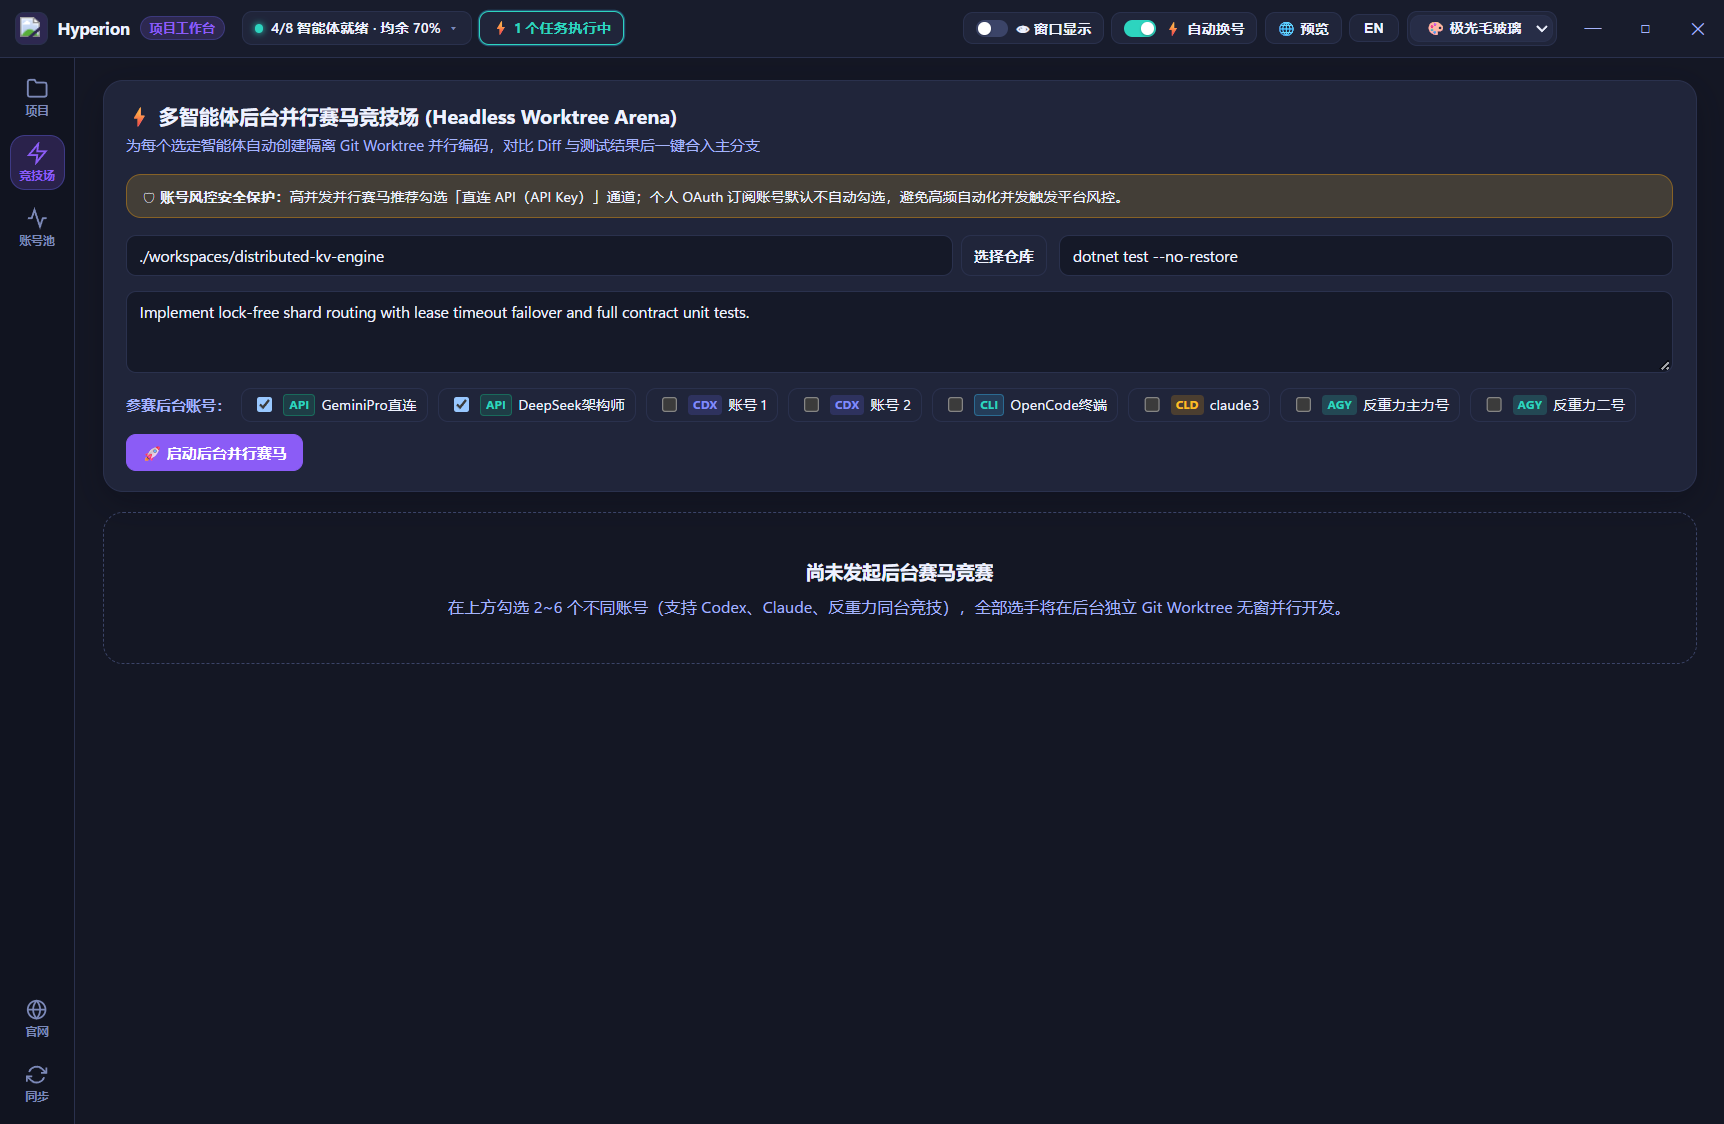 Hyperion 项目工作台 4/8 智能体就绪 · 均余 70% 1 个任务执行中 窗口显示 自动换号 预览 EN 极光毛玻璃
项目
竞技场
账号池
多智能体后台并行赛马竞技场 (Headless Worktree Arena)
为每个选定智能体自动创建隔离 Git Worktree 并行编码，对比 Diff 与测试结果后一键合入主分支
账号风控安全保护：高并发并行赛马推荐勾选「直连 API（API Key）」通道；个人 OAuth 订阅账号默认不自动勾选，避免高频自动化并发触发平台风控。
./workspaces/distributed-kv-engine 选择仓库 dotnet test --no-restore
Implement lock-free shard routing with lease timeout failover and full contract unit tests.
参赛后台账号： API GeminiPro直连 API DeepSeek架构师 CDX 账号 1 CDX 账号 2 CLI OpenCode终端 CLD claude3 AGY 反重力主力号 AGY 反重力二号
启动后台并行赛马
尚未发起后台赛马竞赛
在上方勾选 2~6 个不同账号（支持 Codex、Claude、反重力同台竞技），全部选手将在后台独立 Git Worktree 无窗并行开发。
官网
同步